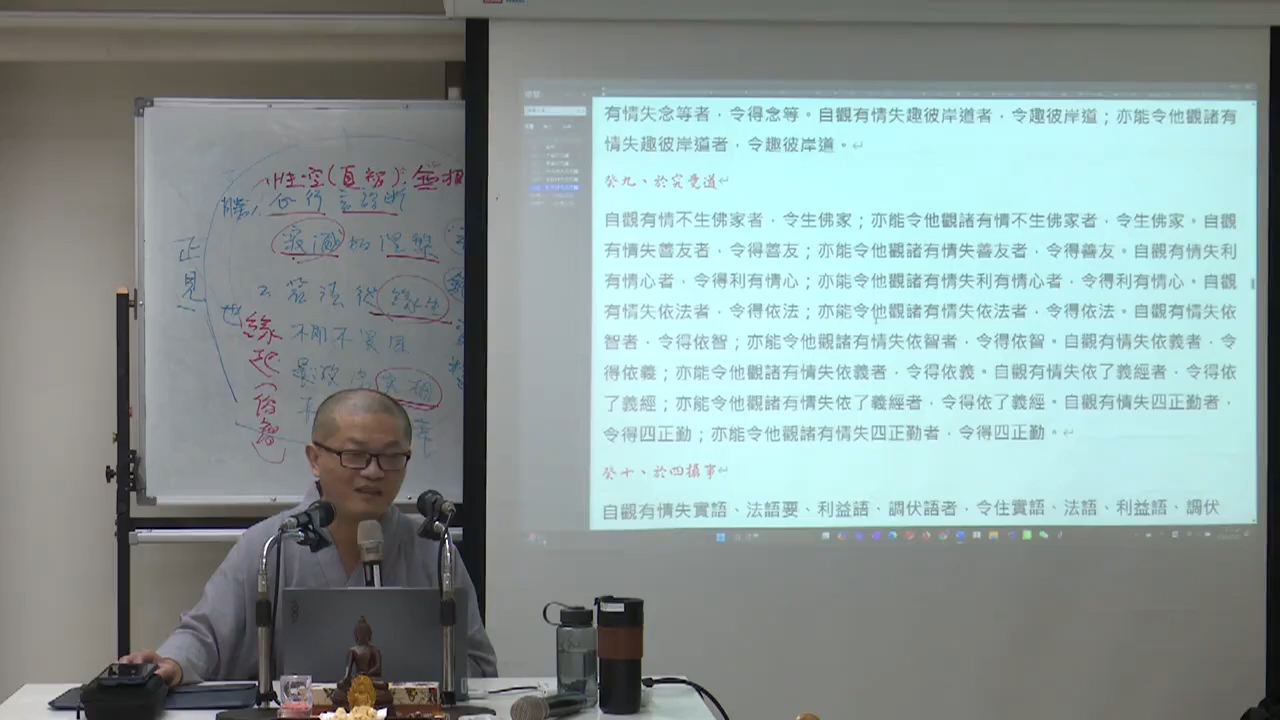 性空(真智)
心行言語断
寂滅如涅槃
正見
緣起(俗智)
有情失念等者，令得念等。自觀有情失趣彼岸道者，令趣彼岸道；亦能令他觀諸有
情失趣彼岸道者，令趣彼岸道。
癸九、於究竟道
自觀有情不生佛家者，令生佛家；亦能令他觀諸有情不生佛家者，令生佛家。自觀
有情失善友者，令得善友；亦能令他觀諸有情失善友者，令得善友。自觀有情失利
有情心者，令得利有情心；亦能令他觀諸有情失利有情心者，令得利有情心。自觀
有情失依法者，令得依法；亦能令他觀諸有情失依法者，令得依法。自觀有情失依
智者，令得依智；亦能令他觀諸有情失依智者，令得依智。自觀有情失依義者，令
得依義；亦能令他觀諸有情失依義者，令得依義。自觀有情失依了義經者，令得依
了義經；亦能令他觀諸有情失依了義經者，令得依了義經。自觀有情失四正勤者，
令得四正勤；亦能令他觀諸有情失四正勤者，令得四正勤。
癸十、於四攝事
自觀有情失實語、法語要、利益語、調伏語者，令住實語、法語、利益語、調伏